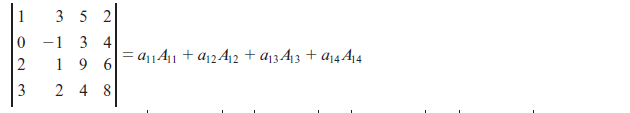 1 3 5 2
0 -1 3 4
2 1 9 6
3 2 4 8
= a₁₁A₁₁ + a₁₂A₁₂ + a₁₃A₁₃ + a₁₄A₁₄